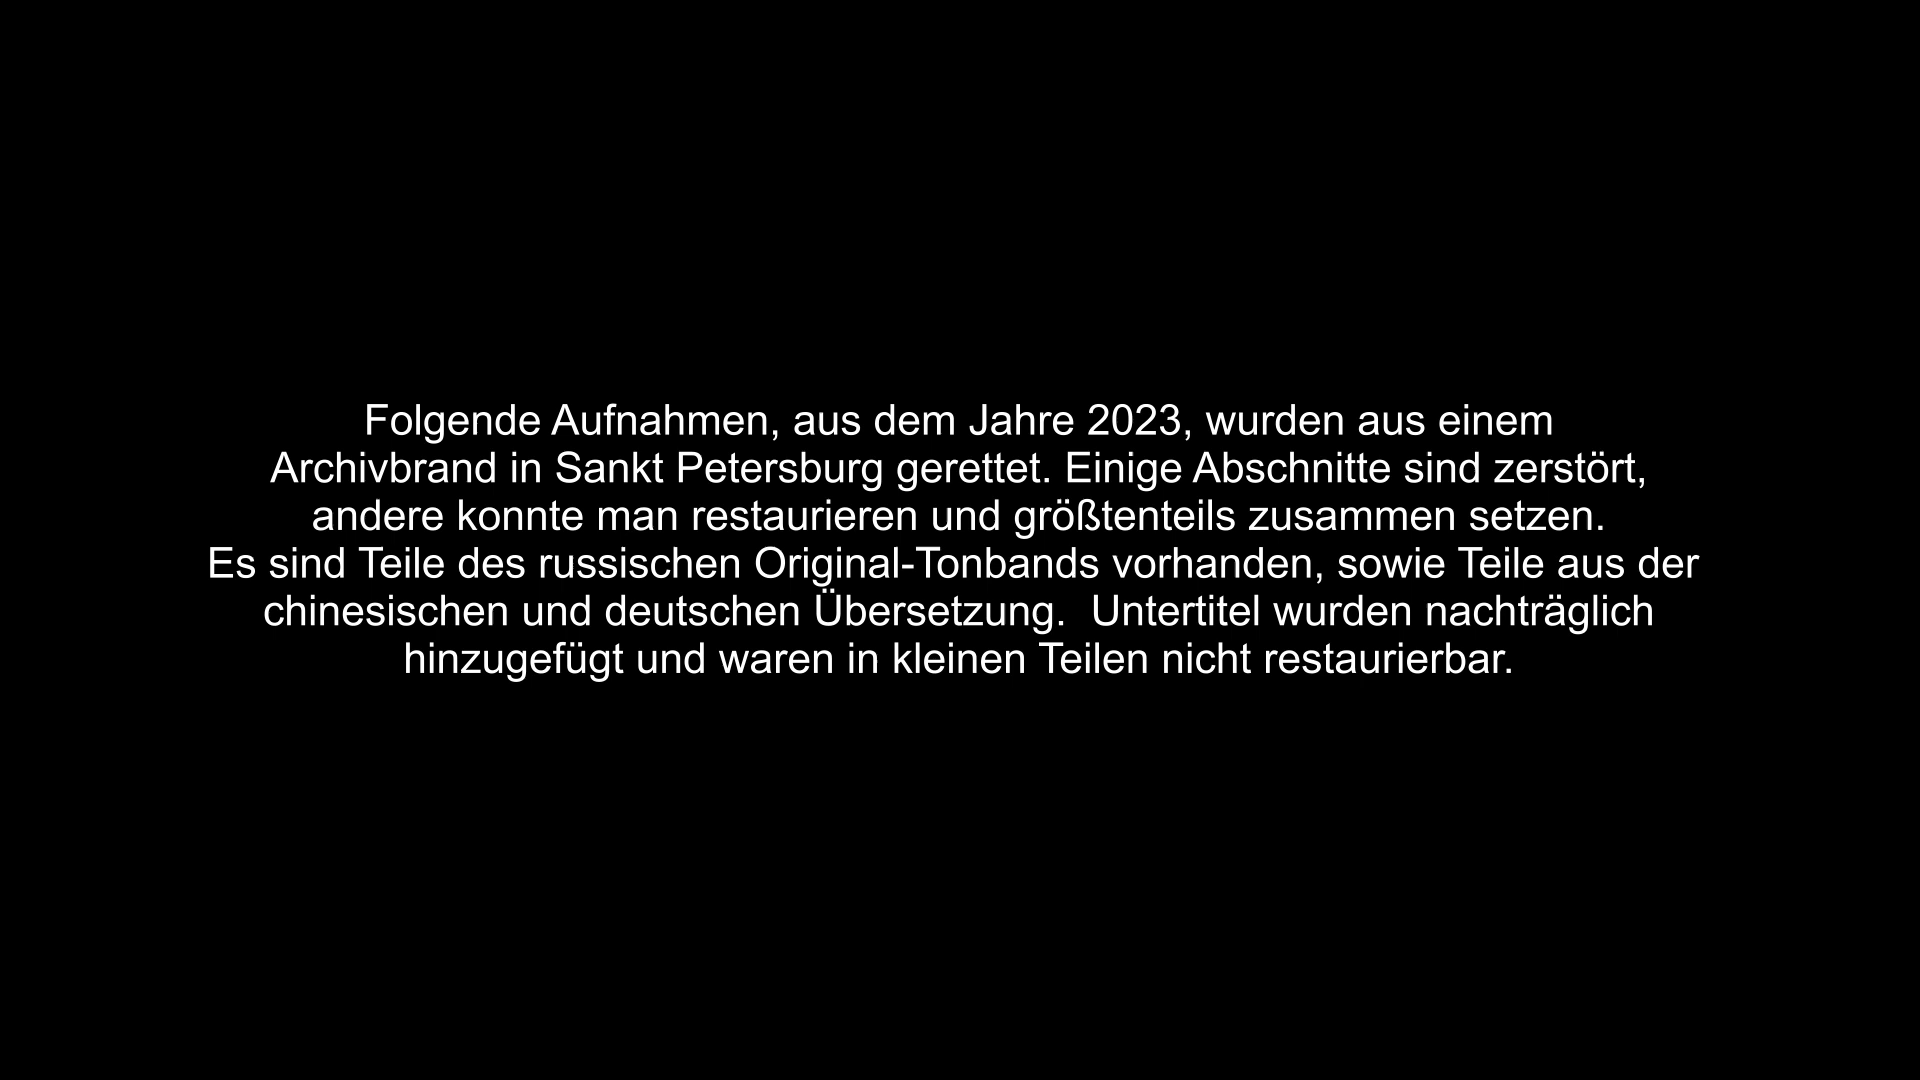 Folgende Aufnahmen, aus dem Jahre 2023, wurden aus einem
Archivbrand in Sankt Petersburg gerettet. Einige Abschnitte sind zerstört,
andere konnte man restaurieren und größtenteils zusammen setzen.
Es sind Teile des russischen Original-Tonbands vorhanden, sowie Teile aus der
chinesischen und deutschen Übersetzung.  Untertitel wurden nachträglich
hinzugefügt und waren in kleinen Teilen nicht restaurierbar.